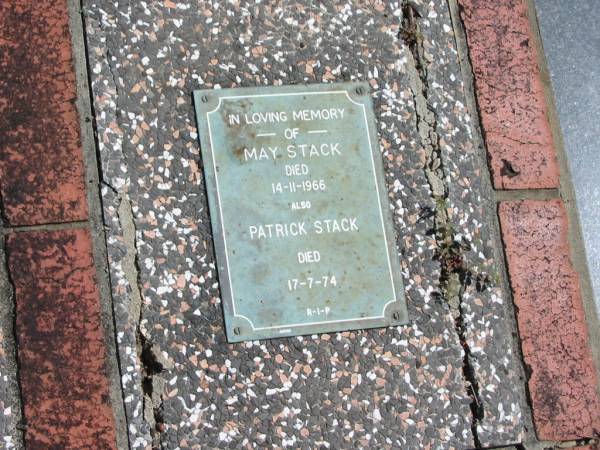 IN LOVING MEMORY
— OF —
MAY STACK
DIED
14-11-1966
ALSO
PATRICK STACK
DIED
17-7-74
R-I-P